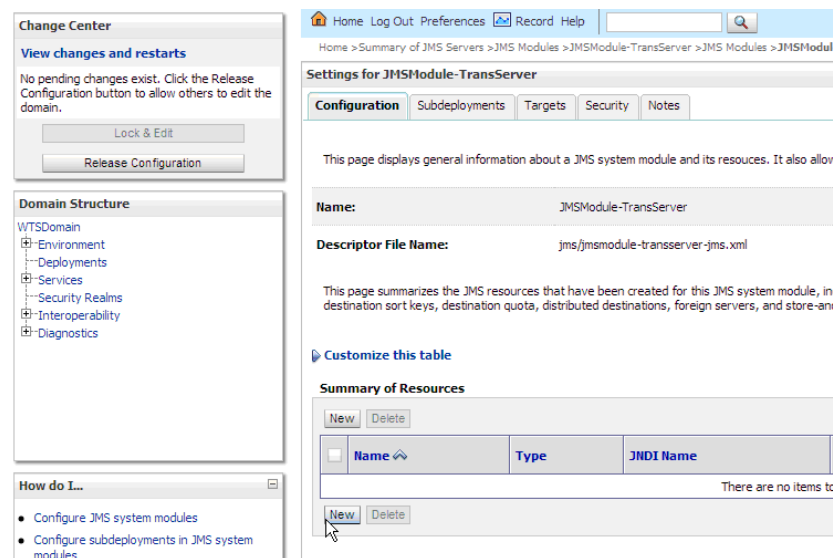 Change Center
View changes and restarts
No pending changes exist. Click the Release
Configuration button to allow others to edit the
domain.
Lock & Edit
Release Configuration
Domain Structure
WTSDomain
Environment
Deployments
Services
Security Realms
Interoperability
Diagnostics
How do I...
Configure JMS system modules
Configure subdeployments in JMS system
modules
Home Log Out Preferences Record Help
Home >Summary of JMS Servers >JMS Modules >JMSModule-TransServer >JMS Modules >JMSModul
Settings for JMSModule-TransServer
Configuration Subdeployments Targets Security Notes
This page displays general information about a JMS system module and its resouces. It also allow
Name: JMSModule-TransServer
Descriptor File Name: jms/jmsmodule-transserver-jms.xml
This page summarizes the JMS resources that have been created for this JMS system module, in
destination sort keys, destination quota, distributed destinations, foreign servers, and store-an
Customize this table
Summary of Resources
New Delete
Name Type JNDI Name
There are no items to
New Delete